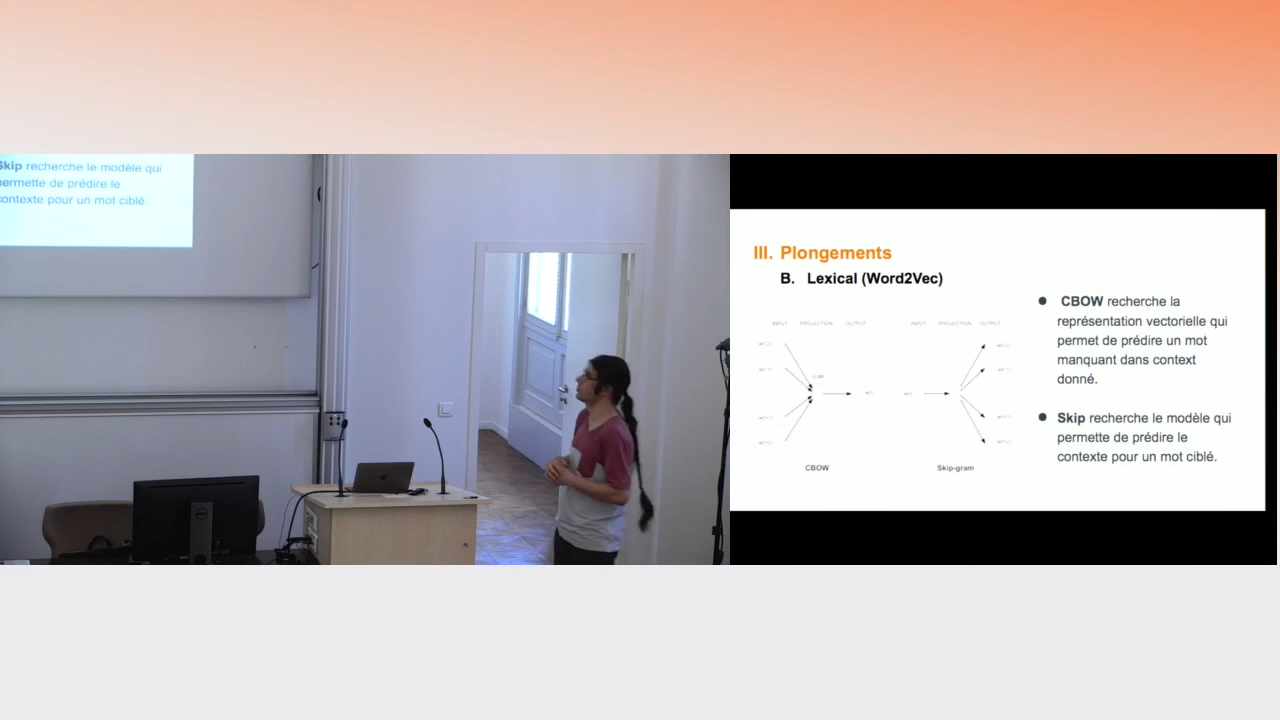 Skip recherche le modèle qui
permette de prédire le
contexte pour un mot ciblé.
III. Plongements
B. Lexical (Word2Vec)
INPUT PROJECTION OUTPUT
INPUT PROJECTION OUTPUT
SUM
CBOW
Skip-gram
● CBOW recherche la
représentation vectorielle qui
permet de prédire un mot
manquant dans context
donné.
● Skip recherche le modèle qui
permette de prédire le
contexte pour un mot ciblé.
DELL